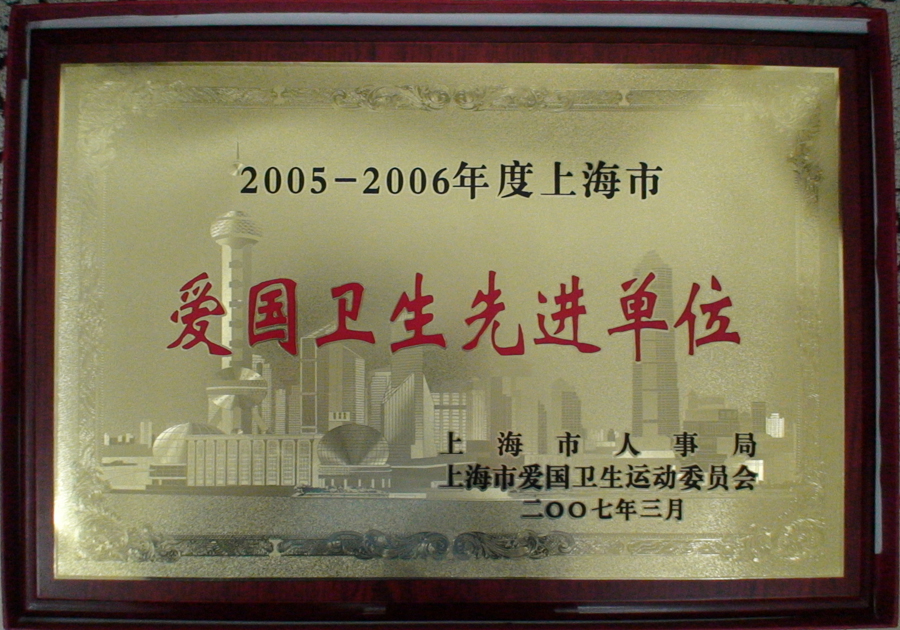 2005-2006年度上海市
爱国卫生先进单位
上海市人事局
上海市爱国卫生运动委员会
二〇〇七年三月